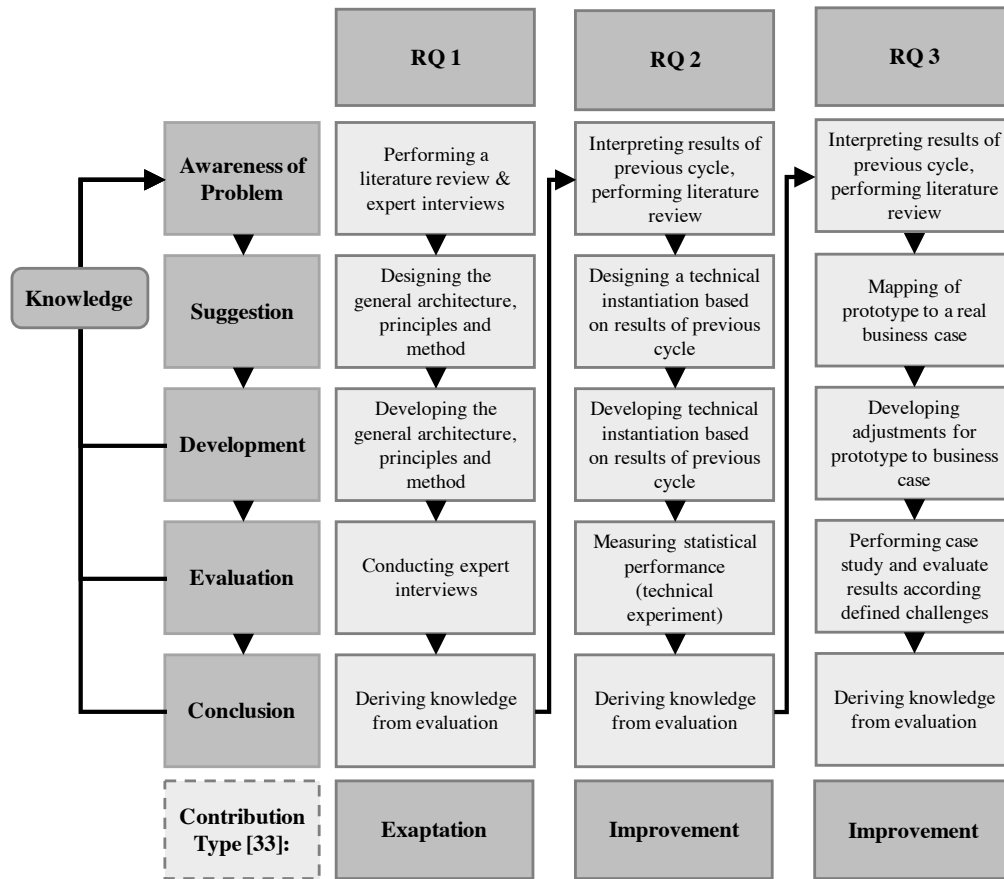 RQ 1
RQ 2
RQ 3
Awareness of
Problem
Performing a
literature review &
expert interviews
Interpreting results of
previous cycle,
performing literature
review
Interpreting results of
previous cycle,
performing literature
review
Knowledge
Suggestion
Designing the
general architecture,
principles and
method
Designing a technical
instantiation based
on results of previous
cycle
Mapping of
prototype to a real
business case
Development
Developing the
general architecture,
principles and
method
Developing technical
instantiation based
on results of previous
cycle
Developing
adjustments for
prototype to business
case
Evaluation
Conducting expert
interviews
Measuring statistical
performance
(technical
experiment)
Performing case
study and evaluate
results according
defined challenges
Conclusion
Deriving knowledge
from evaluation
Deriving knowledge
from evaluation
Deriving knowledge
from evaluation
Contribution
Type [33]:
Exaptation
Improvement
Improvement